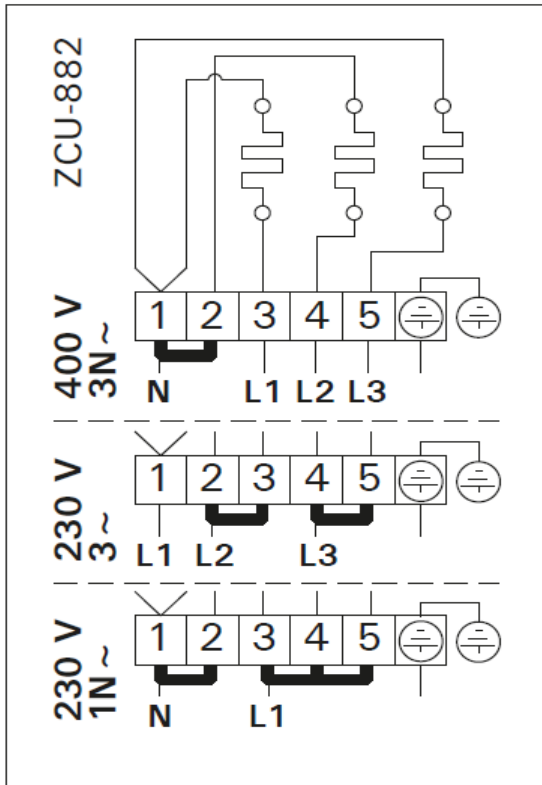 ZCU-882
400 V
3N ~
1 2 3 4 5
N L1 L2 L3
230 V
3 ~
1 2 3 4 5
L1 L2 L3
230 V
1N ~
1 2 3 4 5
N L1